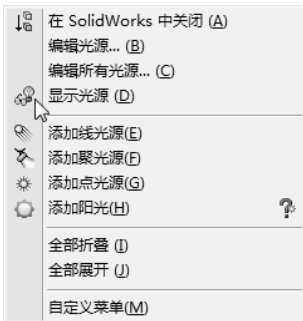 在 SolidWorks 中关闭 (A)
编辑光源... (B)
编辑所有光源... (C)
显示光源 (D)
添加线光源(E)
添加聚光源(F)
添加点光源(G)
添加阳光(H)
全部折叠 (I)
全部展开 (J)
自定义菜单(M)